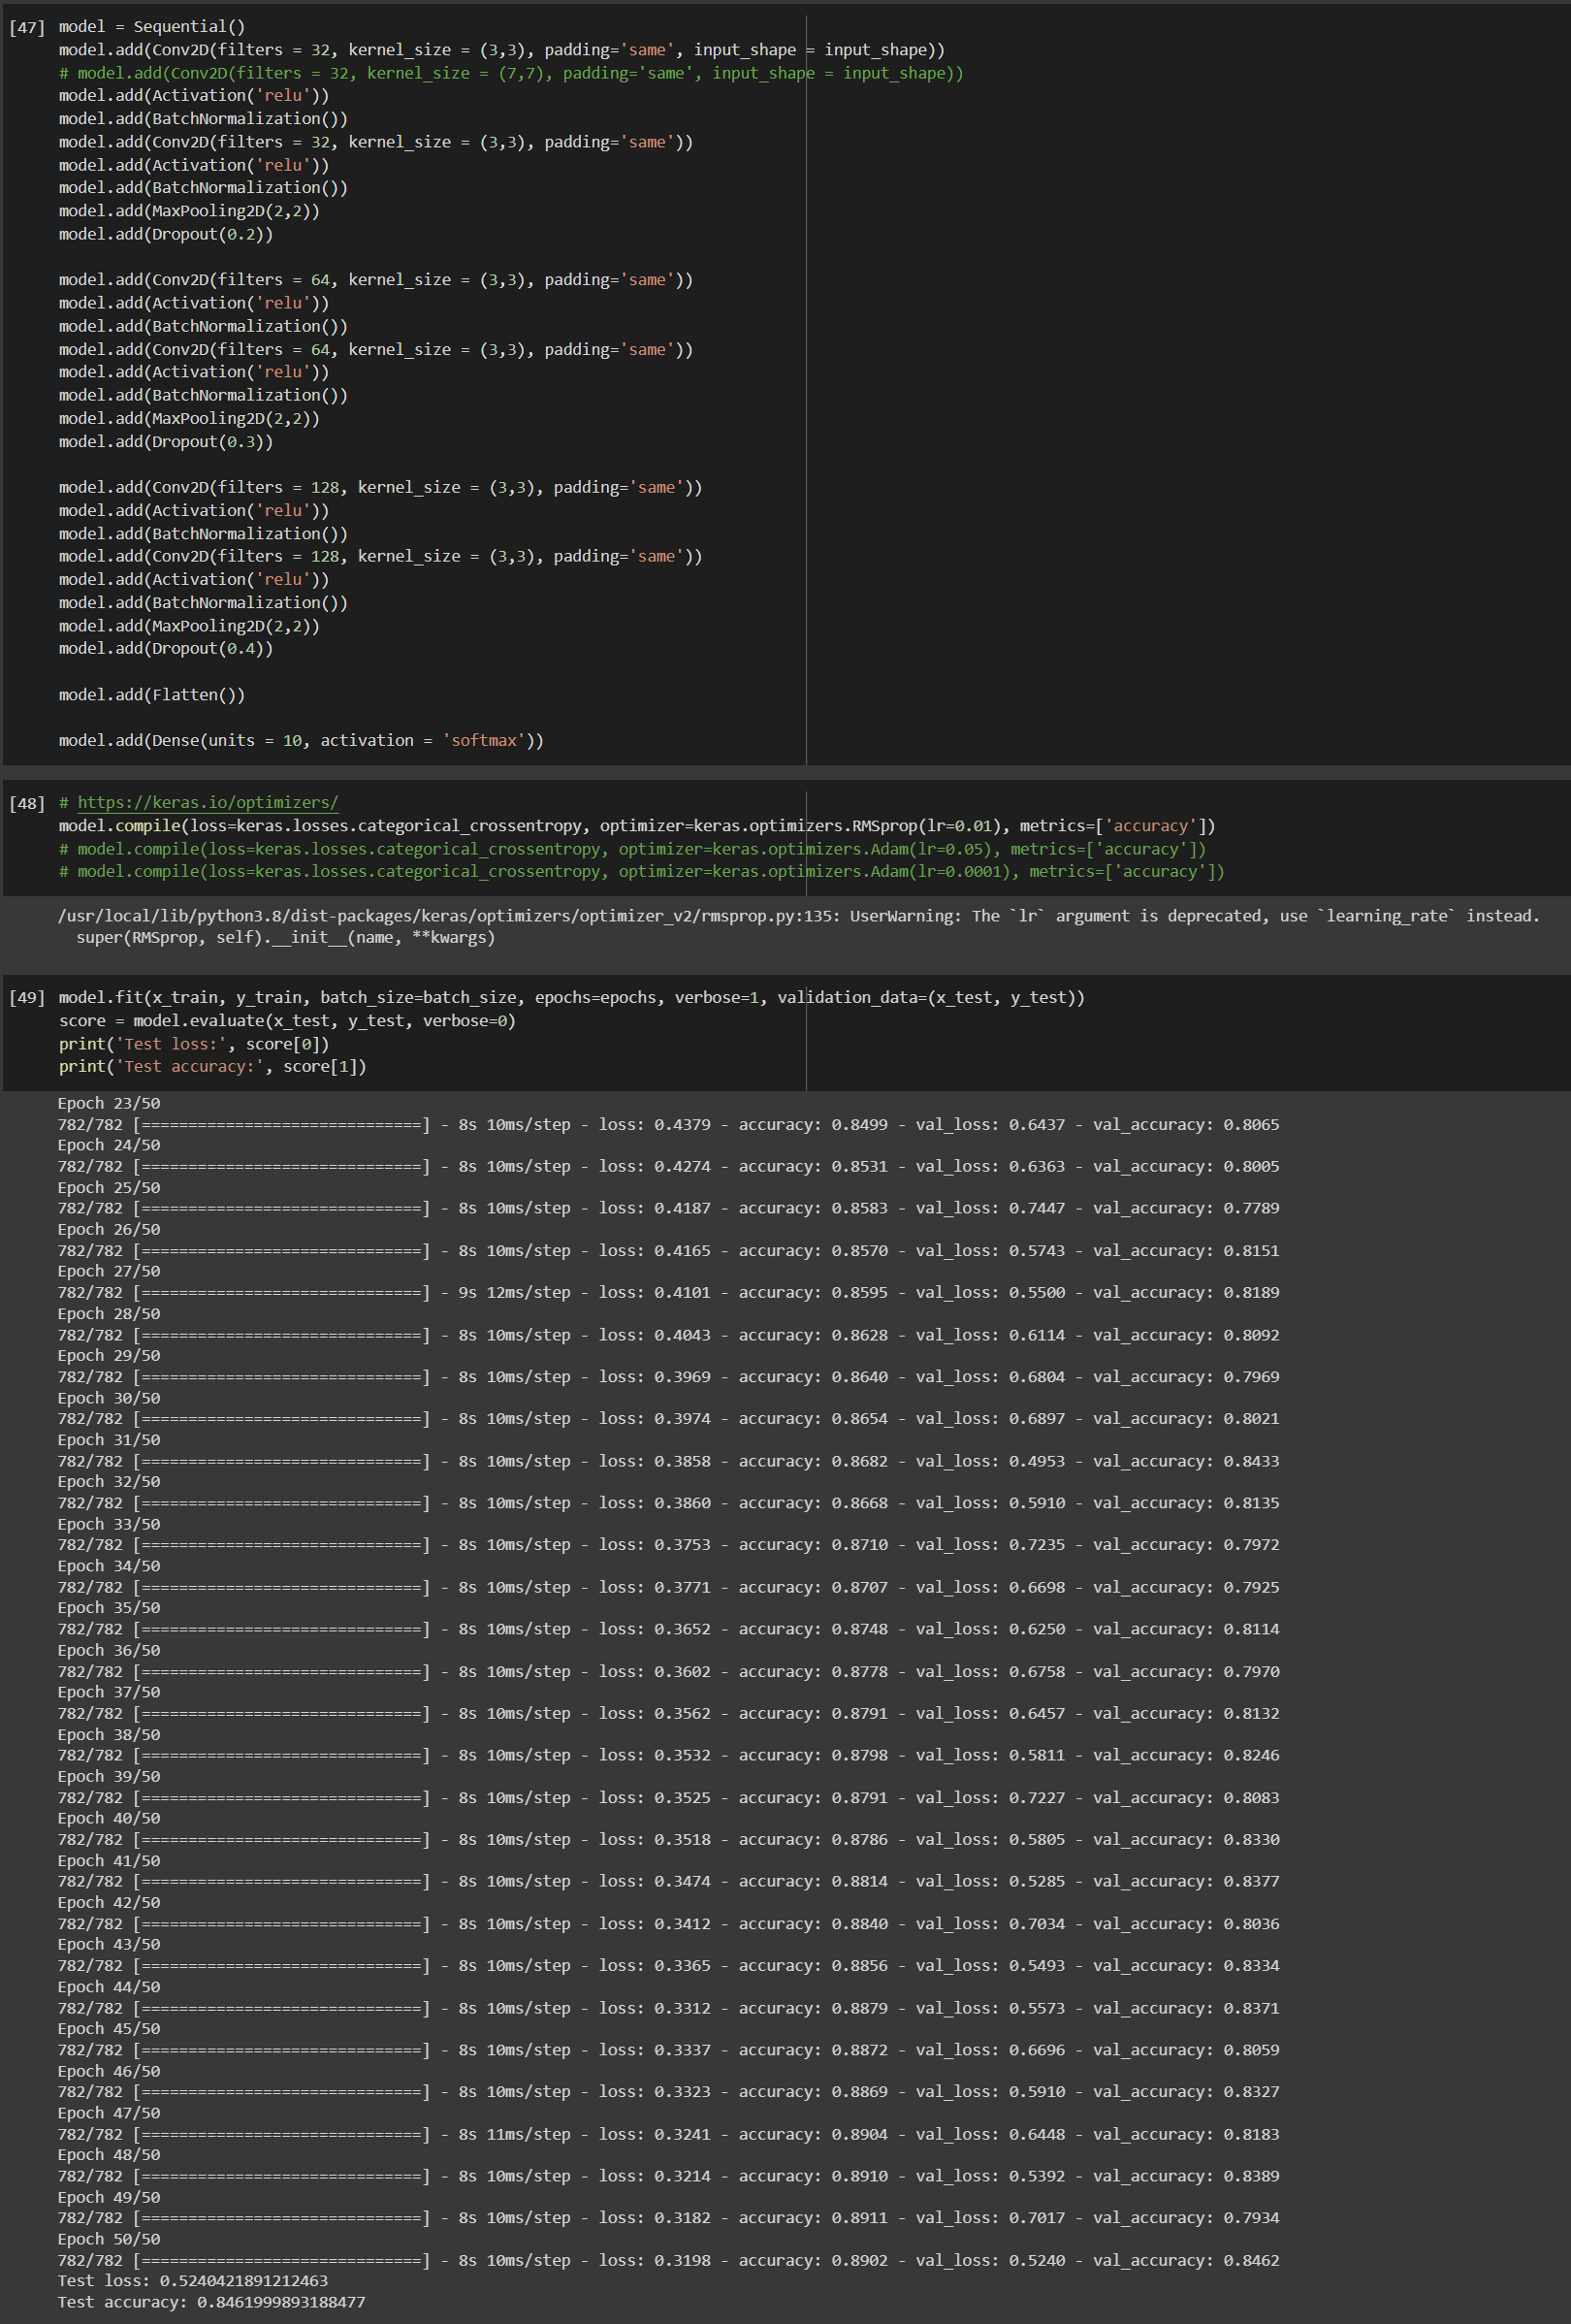 [47] model = Sequential()
model.add(Conv2D(filters = 32, kernel_size = (3,3), padding='same', input_shape = input_shape))
# model.add(Conv2D(filters = 32, kernel_size = (7,7), padding='same', input_shape = input_shape))
model.add(Activation('relu'))
model.add(BatchNormalization())
model.add(Conv2D(filters = 32, kernel_size = (3,3), padding='same'))
model.add(Activation('relu'))
model.add(BatchNormalization())
model.add(MaxPooling2D(2,2))
model.add(Dropout(0.2))

model.add(Conv2D(filters = 64, kernel_size = (3,3), padding='same'))
model.add(Activation('relu'))
model.add(BatchNormalization())
model.add(Conv2D(filters = 64, kernel_size = (3,3), padding='same'))
model.add(Activation('relu'))
model.add(BatchNormalization())
model.add(MaxPooling2D(2,2))
model.add(Dropout(0.3))

model.add(Conv2D(filters = 128, kernel_size = (3,3), padding='same'))
model.add(Activation('relu'))
model.add(BatchNormalization())
model.add(Conv2D(filters = 128, kernel_size = (3,3), padding='same'))
model.add(Activation('relu'))
model.add(BatchNormalization())
model.add(MaxPooling2D(2,2))
model.add(Dropout(0.4))

model.add(Flatten())

model.add(Dense(units = 10, activation = 'softmax'))
[48] # https://keras.io/optimizers/
model.compile(loss=keras.losses.categorical_crossentropy, optimizer=keras.optimizers.RMSprop(lr=0.01), metrics=['accuracy'])
# model.compile(loss=keras.losses.categorical_crossentropy, optimizer=keras.optimizers.Adam(lr=0.05), metrics=['accuracy'])
# model.compile(loss=keras.losses.categorical_crossentropy, optimizer=keras.optimizers.Adam(lr=0.0001), metrics=['accuracy'])
/usr/local/lib/python3.8/dist-packages/keras/optimizers/optimizer_v2/rmsprop.py:135: UserWarning: The `lr` argument is deprecated, use `learning_rate` instead.
super(RMSprop, self).__init__(name, **kwargs)
[49] model.fit(x_train, y_train, batch_size=batch_size, epochs=epochs, verbose=1, validation_data=(x_test, y_test))
score = model.evaluate(x_test, y_test, verbose=0)
print('Test loss:', score[0])
print('Test accuracy:', score[1])
Epoch 23/50
782/782 [==============================] - 8s 10ms/step - loss: 0.4379 - accuracy: 0.8499 - val_loss: 0.6437 - val_accuracy: 0.8065
Epoch 24/50
782/782 [==============================] - 8s 10ms/step - loss: 0.4274 - accuracy: 0.8531 - val_loss: 0.6363 - val_accuracy: 0.8005
Epoch 25/50
782/782 [==============================] - 8s 10ms/step - loss: 0.4187 - accuracy: 0.8583 - val_loss: 0.7447 - val_accuracy: 0.7789
Epoch 26/50
782/782 [==============================] - 8s 10ms/step - loss: 0.4165 - accuracy: 0.8570 - val_loss: 0.5743 - val_accuracy: 0.8151
Epoch 27/50
782/782 [==============================] - 9s 12ms/step - loss: 0.4101 - accuracy: 0.8595 - val_loss: 0.5500 - val_accuracy: 0.8189
Epoch 28/50
782/782 [==============================] - 8s 10ms/step - loss: 0.4043 - accuracy: 0.8628 - val_loss: 0.6114 - val_accuracy: 0.8092
Epoch 29/50
782/782 [==============================] - 8s 10ms/step - loss: 0.3969 - accuracy: 0.8640 - val_loss: 0.6804 - val_accuracy: 0.7969
Epoch 30/50
782/782 [==============================] - 8s 10ms/step - loss: 0.3974 - accuracy: 0.8654 - val_loss: 0.6897 - val_accuracy: 0.8021
Epoch 31/50
782/782 [==============================] - 8s 10ms/step - loss: 0.3858 - accuracy: 0.8682 - val_loss: 0.4953 - val_accuracy: 0.8433
Epoch 32/50
782/782 [==============================] - 8s 10ms/step - loss: 0.3860 - accuracy: 0.8668 - val_loss: 0.5910 - val_accuracy: 0.8135
Epoch 33/50
782/782 [==============================] - 8s 10ms/step - loss: 0.3753 - accuracy: 0.8710 - val_loss: 0.7235 - val_accuracy: 0.7972
Epoch 34/50
782/782 [==============================] - 8s 10ms/step - loss: 0.3771 - accuracy: 0.8707 - val_loss: 0.6698 - val_accuracy: 0.7925
Epoch 35/50
782/782 [==============================] - 8s 10ms/step - loss: 0.3652 - accuracy: 0.8748 - val_loss: 0.6250 - val_accuracy: 0.8114
Epoch 36/50
782/782 [==============================] - 8s 10ms/step - loss: 0.3602 - accuracy: 0.8778 - val_loss: 0.6758 - val_accuracy: 0.7970
Epoch 37/50
782/782 [==============================] - 8s 10ms/step - loss: 0.3562 - accuracy: 0.8791 - val_loss: 0.6457 - val_accuracy: 0.8132
Epoch 38/50
782/782 [==============================] - 8s 10ms/step - loss: 0.3532 - accuracy: 0.8798 - val_loss: 0.5811 - val_accuracy: 0.8246
Epoch 39/50
782/782 [==============================] - 8s 10ms/step - loss: 0.3525 - accuracy: 0.8791 - val_loss: 0.7227 - val_accuracy: 0.8083
Epoch 40/50
782/782 [==============================] - 8s 10ms/step - loss: 0.3518 - accuracy: 0.8786 - val_loss: 0.5805 - val_accuracy: 0.8330
Epoch 41/50
782/782 [==============================] - 8s 10ms/step - loss: 0.3474 - accuracy: 0.8814 - val_loss: 0.5285 - val_accuracy: 0.8377
Epoch 42/50
782/782 [==============================] - 8s 10ms/step - loss: 0.3412 - accuracy: 0.8840 - val_loss: 0.7034 - val_accuracy: 0.8036
Epoch 43/50
782/782 [==============================] - 8s 10ms/step - loss: 0.3365 - accuracy: 0.8856 - val_loss: 0.5493 - val_accuracy: 0.8334
Epoch 44/50
782/782 [==============================] - 8s 10ms/step - loss: 0.3312 - accuracy: 0.8879 - val_loss: 0.5573 - val_accuracy: 0.8371
Epoch 45/50
782/782 [==============================] - 8s 10ms/step - loss: 0.3337 - accuracy: 0.8872 - val_loss: 0.6696 - val_accuracy: 0.8059
Epoch 46/50
782/782 [==============================] - 8s 10ms/step - loss: 0.3323 - accuracy: 0.8869 - val_loss: 0.5910 - val_accuracy: 0.8327
Epoch 47/50
782/782 [==============================] - 8s 11ms/step - loss: 0.3241 - accuracy: 0.8904 - val_loss: 0.6448 - val_accuracy: 0.8183
Epoch 48/50
782/782 [==============================] - 8s 10ms/step - loss: 0.3214 - accuracy: 0.8910 - val_loss: 0.5392 - val_accuracy: 0.8389
Epoch 49/50
782/782 [==============================] - 8s 10ms/step - loss: 0.3182 - accuracy: 0.8911 - val_loss: 0.7017 - val_accuracy: 0.7934
Epoch 50/50
782/782 [==============================] - 8s 10ms/step - loss: 0.3198 - accuracy: 0.8902 - val_loss: 0.5240 - val_accuracy: 0.8462
Test loss: 0.5240421891212463
Test accuracy: 0.8461999893188477